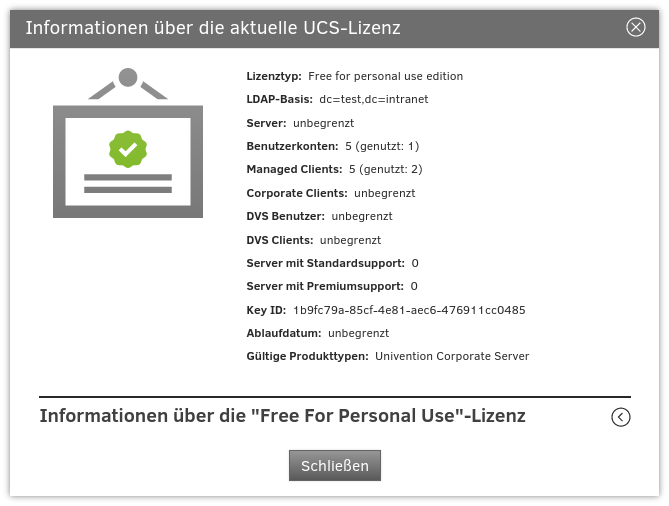 Informationen über die aktuelle UCS-Lizenz
Lizenztyp: Free for personal use edition
LDAP-Basis: dc=test,dc=intranet
Server: unbegrenzt
Benutzerkonten: 5 (genutzt: 1)
Managed Clients: 5 (genutzt: 2)
Corporate Clients: unbegrenzt
DVS Benutzer: unbegrenzt
DVS Clients: unbegrenzt
Server mit Standardsupport: 0
Server mit Premiumsupport: 0
Key ID: 1b9fc79a-85cf-4e81-aec6-476911cc0485
Ablaufdatum: unbegrenzt
Gültige Produkttypen: Univention Corporate Server
Informationen über die "Free For Personal Use"-Lizenz
Schließen